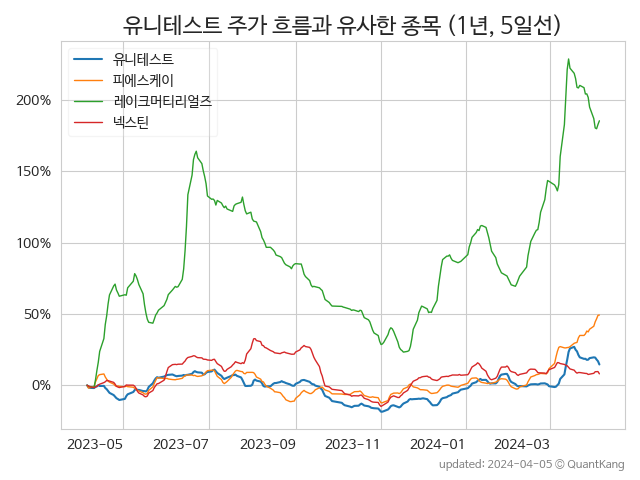 유니테스트 주가 흐름과 유사한 종목 (1년, 5일선)
유니테스트
피에스케이
레이크머티리얼즈
넥스틴
200%
150%
100%
50%
0%
2023-05 2023-07 2023-09 2023-11 2024-01 2024-03
updated: 2024-04-05 © QuantKang